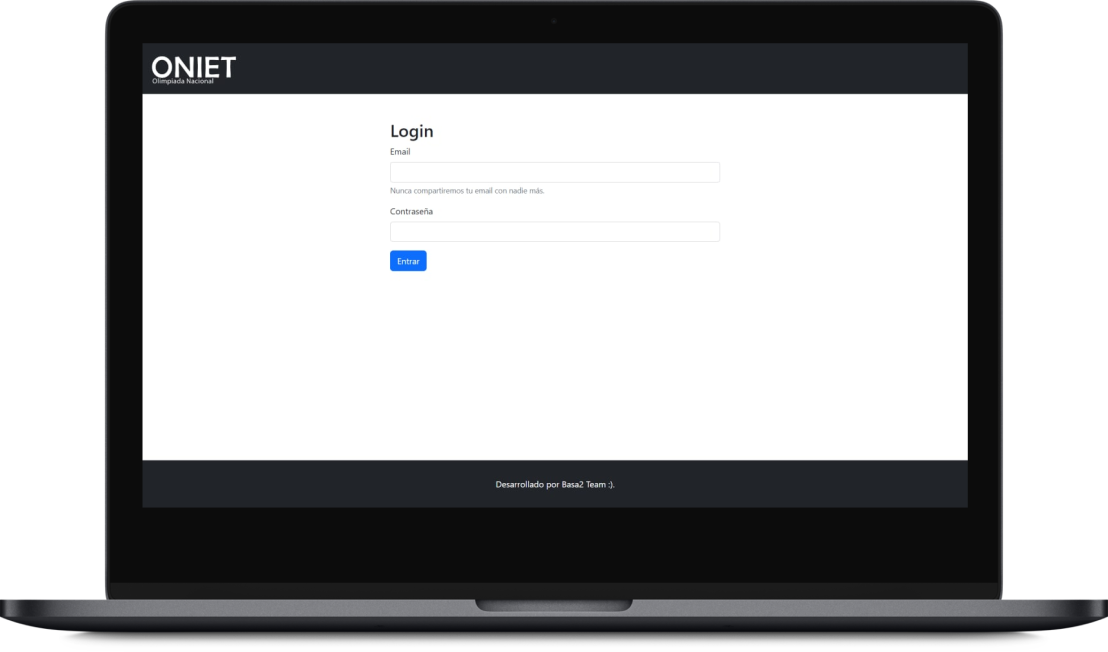 ONIET
Olimpiada Nacional
Login
Email
Nunca compartiremos tu email con nadie más.
Contraseña
Entrar
Desarrollado por Basa2 Team :).